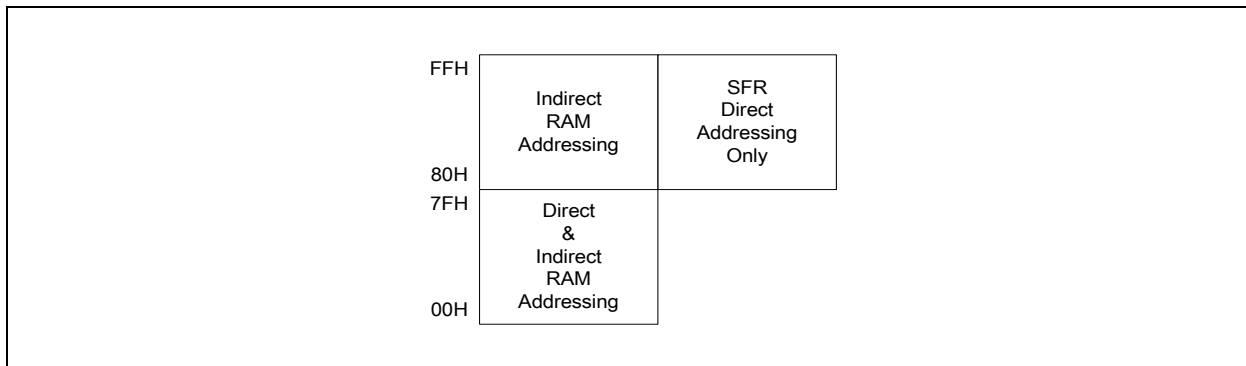 FFH
Indirect
RAM
Addressing
80H
SFR
Direct
Addressing
Only
7FH
Direct
&
Indirect
RAM
Addressing
00H